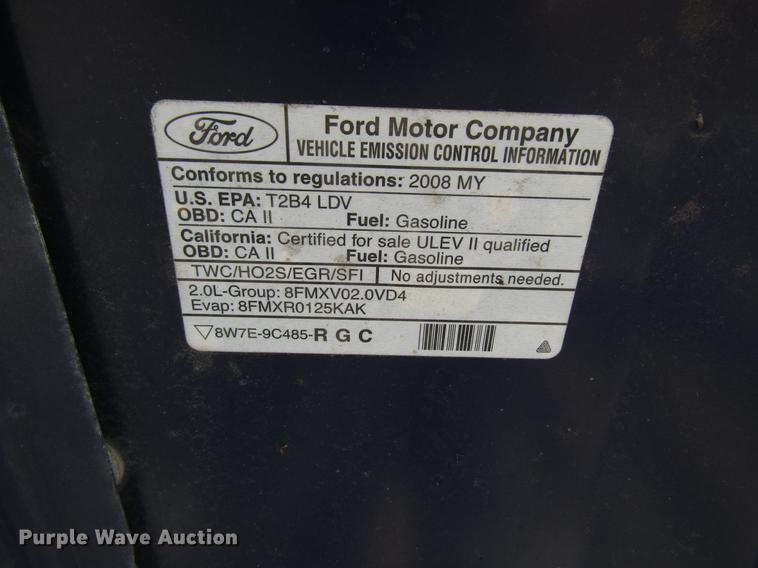 Ford
Ford Motor Company
VEHICLE EMISSION CONTROL INFORMATION
Conforms to regulations: 2008 MY
U.S. EPA: T2B4 LDV
OBD: CA II Fuel: Gasoline
California: Certified for sale ULEV II qualified
OBD: CA II Fuel: Gasoline
TWC/HO2S/EGR/SFI No adjustments needed.
2.0L-Group: 8FMXV02.0VD4
Evap: 8FMXR0125KAK
8W7E-9C485-R G C
Purple Wave Auction